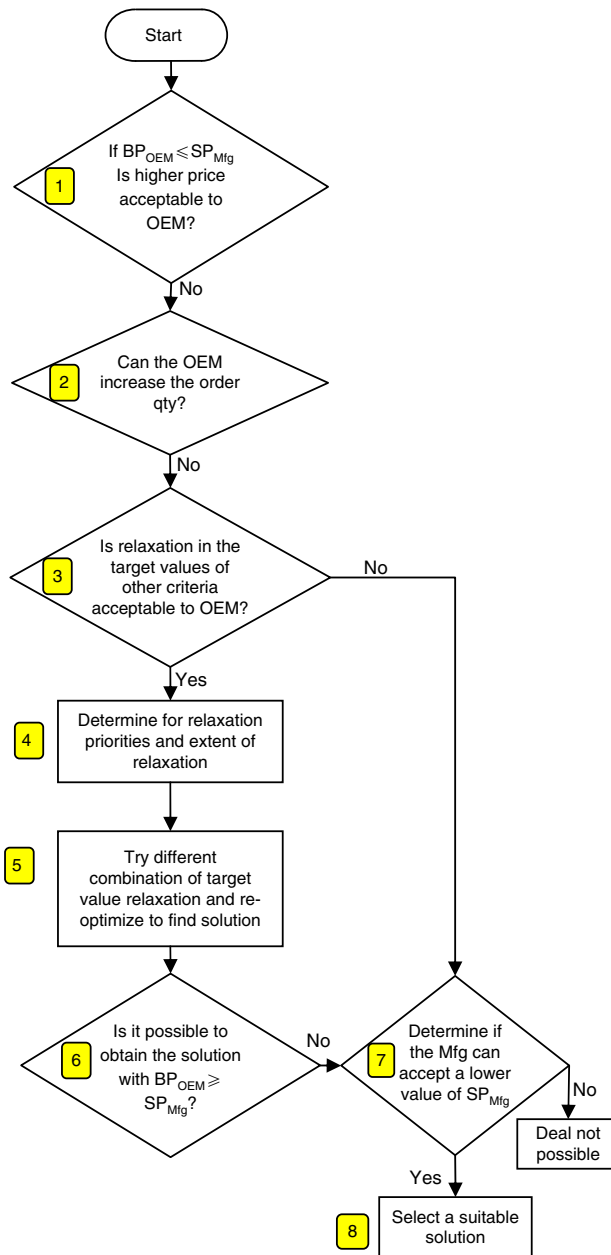 Start
If BP_OEM ⩽ SP_Mfg
Is higher price
acceptable to
OEM?
1
No
Can the OEM
increase the order
qty?
2
No
Is relaxation in the
target values of
other criteria
acceptable to OEM?
3
No
Yes
Determine for relaxation
priorities and extent of
relaxation
4
Try different
combination of target
value relaxation and re-
optimize to find solution
5
Is it possible to
obtain the solution
with BP_OEM ⩾
SP_Mfg?
6
No
Determine if
the Mfg can
accept a lower
value of SP_Mfg
7
No
Deal not
possible
Yes
Select a suitable
solution
8